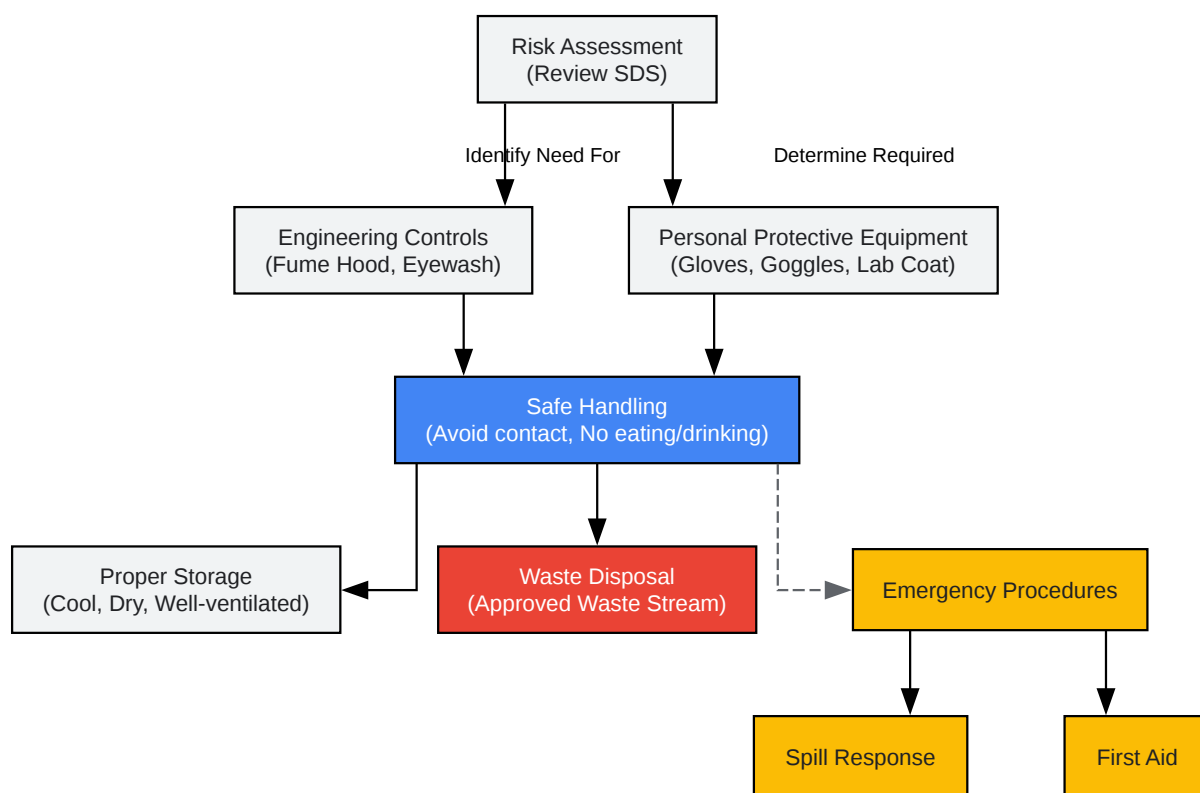 Risk Assessment
(Review SDS)
Identify Need For
Determine Required
Engineering Controls
(Fume Hood, Eyewash)
Personal Protective Equipment
(Gloves, Goggles, Lab Coat)
Safe Handling
(Avoid contact, No eating/drinking)
Proper Storage
(Cool, Dry, Well-ventilated)
Waste Disposal
(Approved Waste Stream)
Emergency Procedures
Spill Response
First Aid